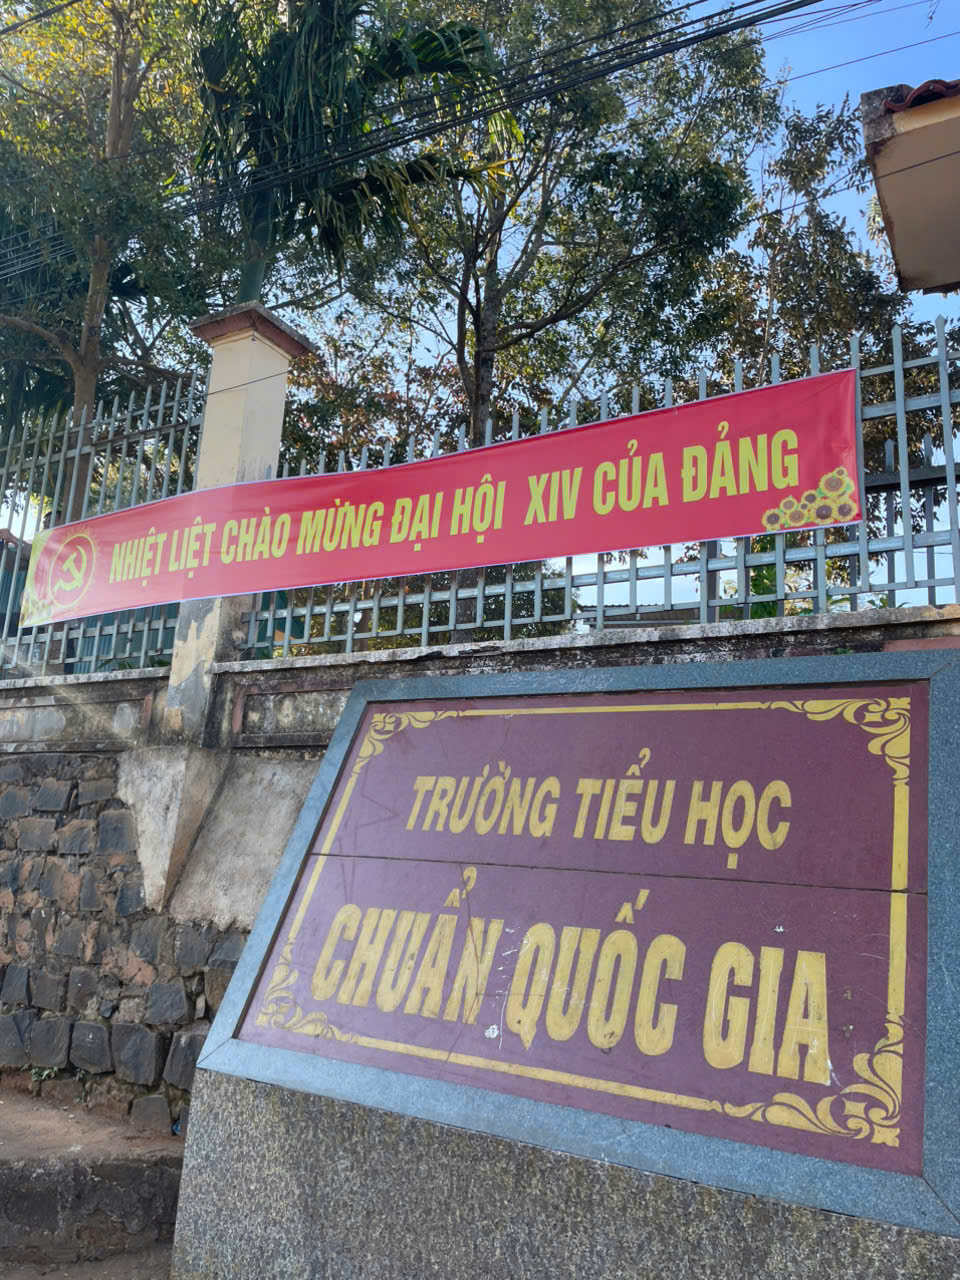 NHIỆT LIỆT CHÀO MỪNG ĐẠI HỘI XIV CỦA ĐẢNG
TRƯỜNG TIỂU HỌC
CHUẨN QUỐC GIA